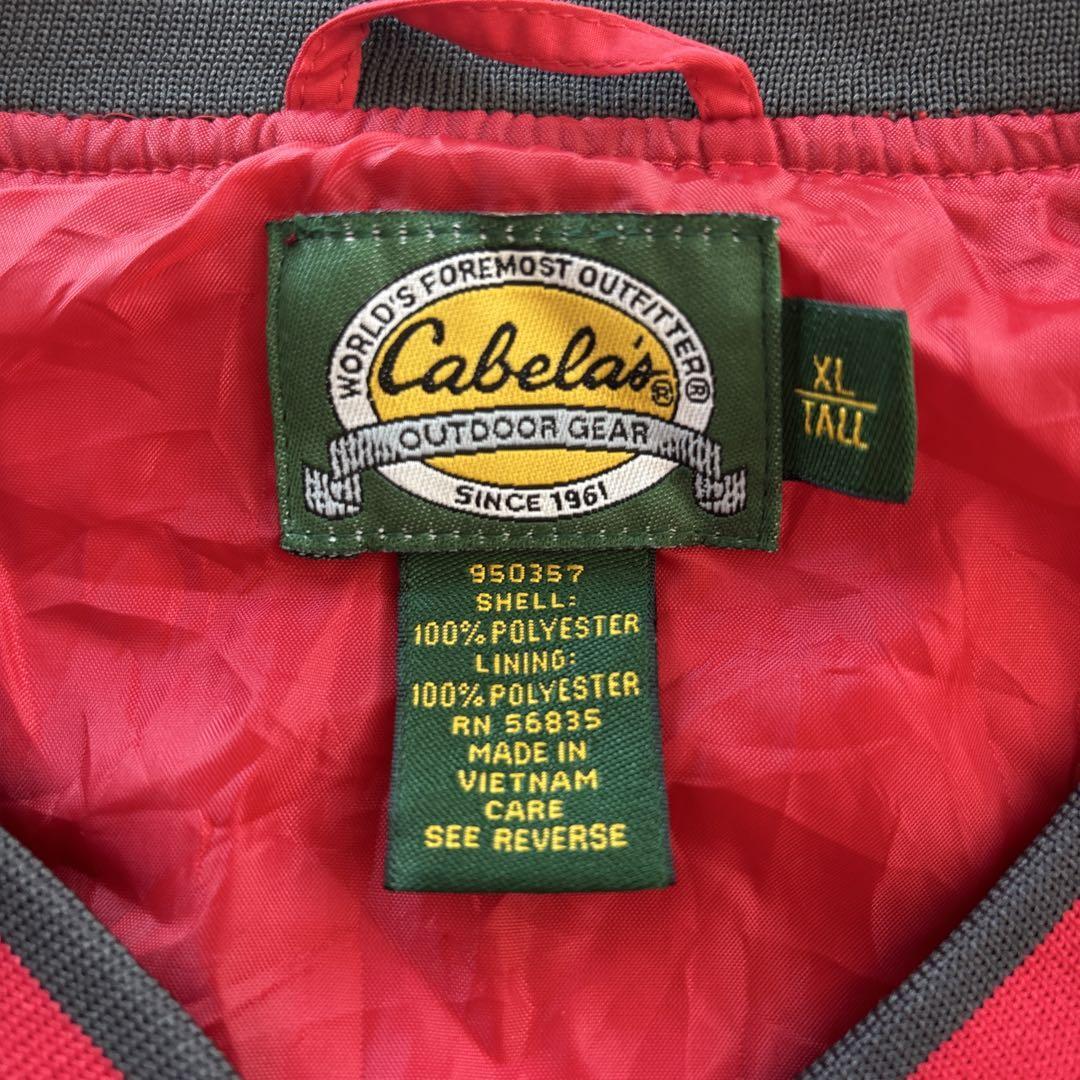 WORLD'S FOREMOST OUTFITTER®
Cabela's®
OUTDOOR GEAR
SINCE 1961
XL
TALL
950357
SHELL:
100% POLYESTER
LINING:
100% POLYESTER
RN 56835
MADE IN
VIETNAM
CARE
SEE REVERSE